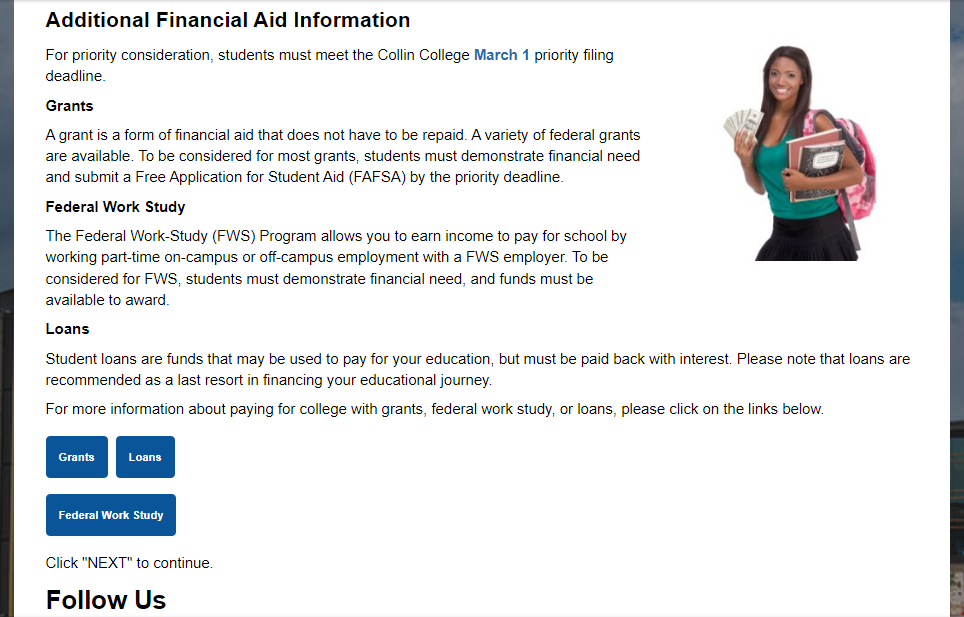 Additional Financial Aid Information
For priority consideration, students must meet the Collin College March 1 priority filing
deadline.
Grants
A grant is a form of financial aid that does not have to be repaid. A variety of federal grants
are available. To be considered for most grants, students must demonstrate financial need
and submit a Free Application for Student Aid (FAFSA) by the priority deadline.
Federal Work Study
The Federal Work-Study (FWS) Program allows you to earn income to pay for school by
working part-time on-campus or off-campus employment with a FWS employer. To be
considered for FWS, students must demonstrate financial need, and funds must be
available to award.
Loans
Student loans are funds that may be used to pay for your education, but must be paid back with interest. Please note that loans are
recommended as a last resort in financing your educational journey.
For more information about paying for college with grants, federal work study, or loans, please click on the links below.
Grants Loans
Federal Work Study
Click "NEXT" to continue.
Follow Us